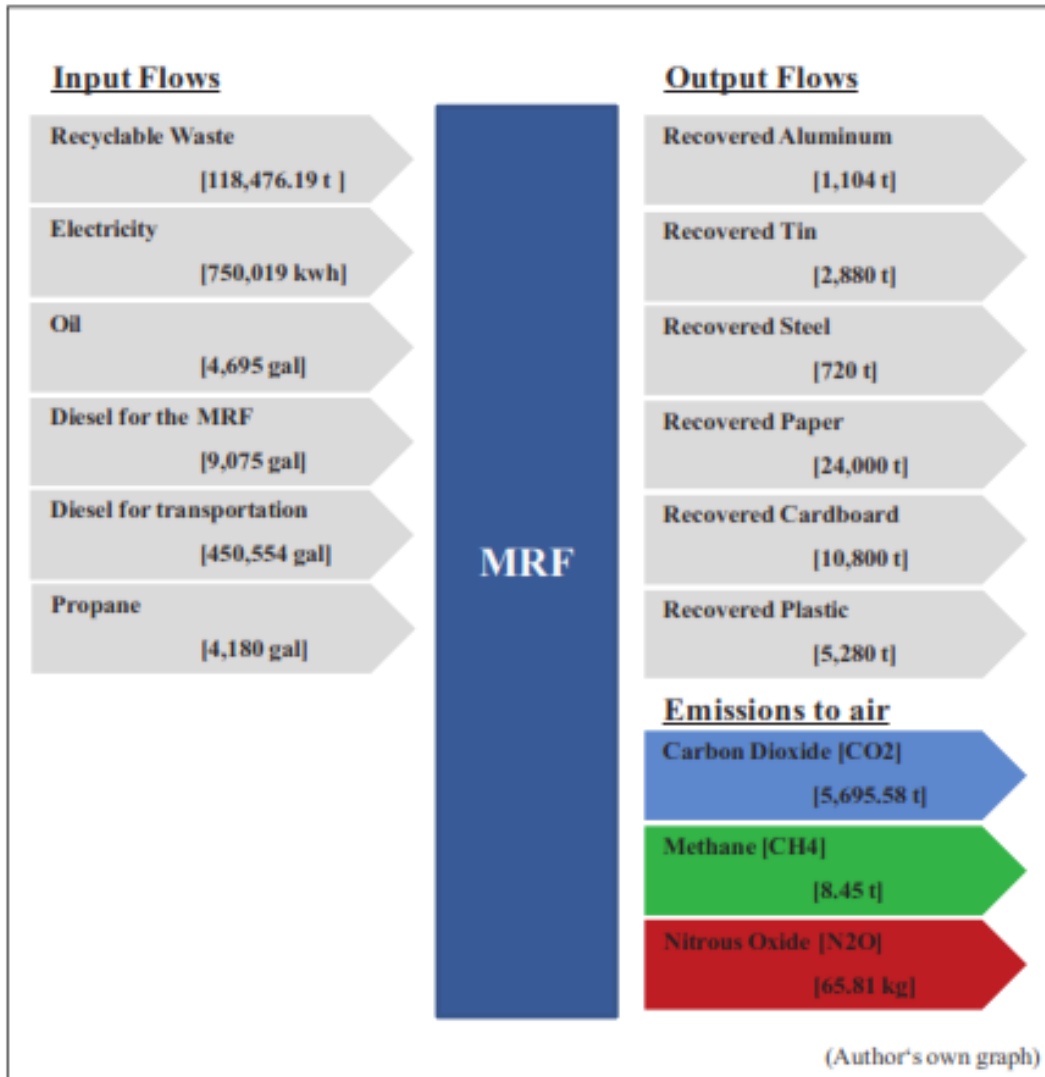 Input Flows
Recyclable Waste
[118,476.19 t ]
Electricity
[750,019 kwh]
Oil
[4,695 gal]
Diesel for the MRF
[9,075 gal]
Diesel for transportation
[450,554 gal]
Propane
[4,180 gal]
MRF
Output Flows
Recovered Aluminum
[1,104 t]
Recovered Tin
[2,880 t]
Recovered Steel
[720 t]
Recovered Paper
[24,000 t]
Recovered Cardboard
[10,800 t]
Recovered Plastic
[5,280 t]
Emissions to air
Carbon Dioxide [CO2]
[5,695.58 t]
Methane [CH4]
[8.45 t]
Nitrous Oxide [N2O]
[65.81 kg]
(Author‘s own graph)